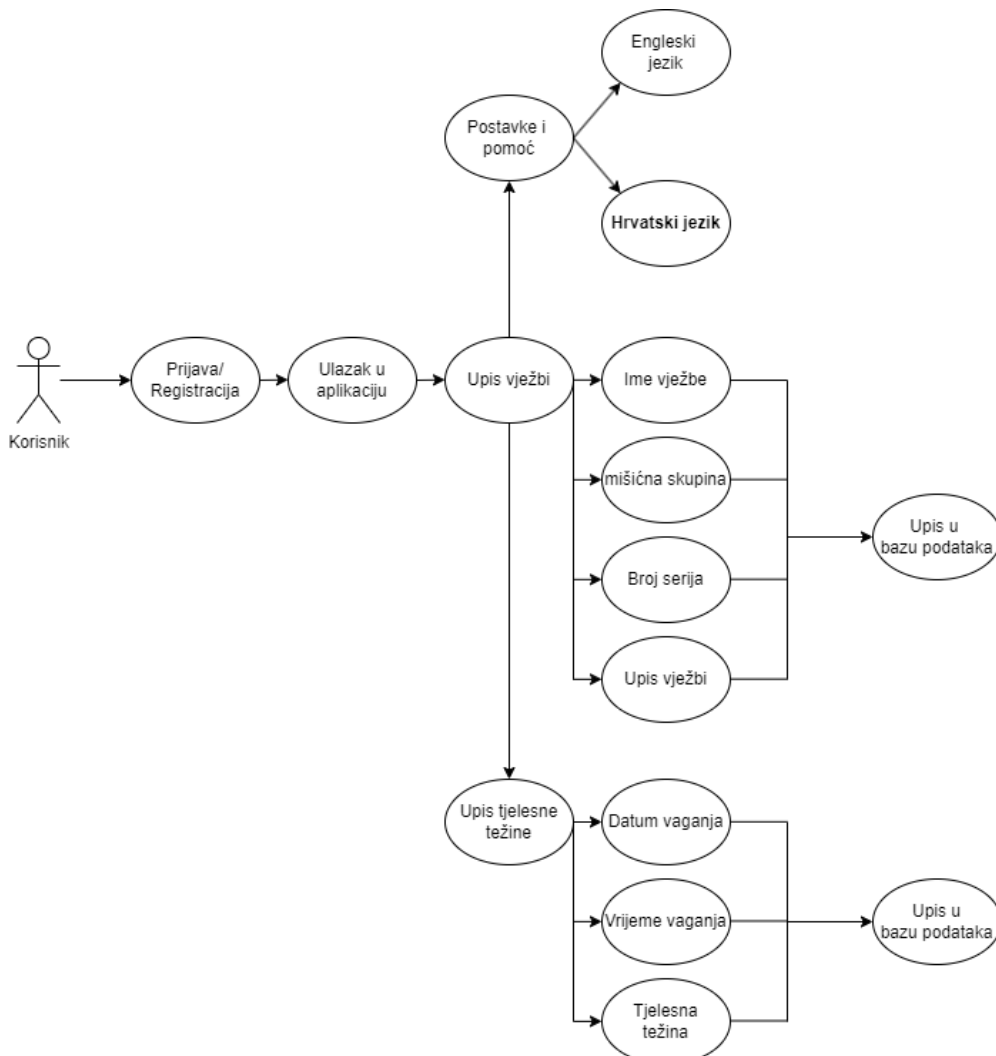 Engleski
jezik
Postavke i
pomoć
Hrvatski jezik
Korisnik
Prijava/
Registracija
Ulazak u
aplikaciju
Upis vježbi
Ime vježbe
mišićna skupina
Broj serija
Upis vježbi
Upis u
bazu podataka
Upis tjelesne
težine
Datum vaganja
Vrijeme vaganja
Tjelesna
težina
Upis u
bazu podataka